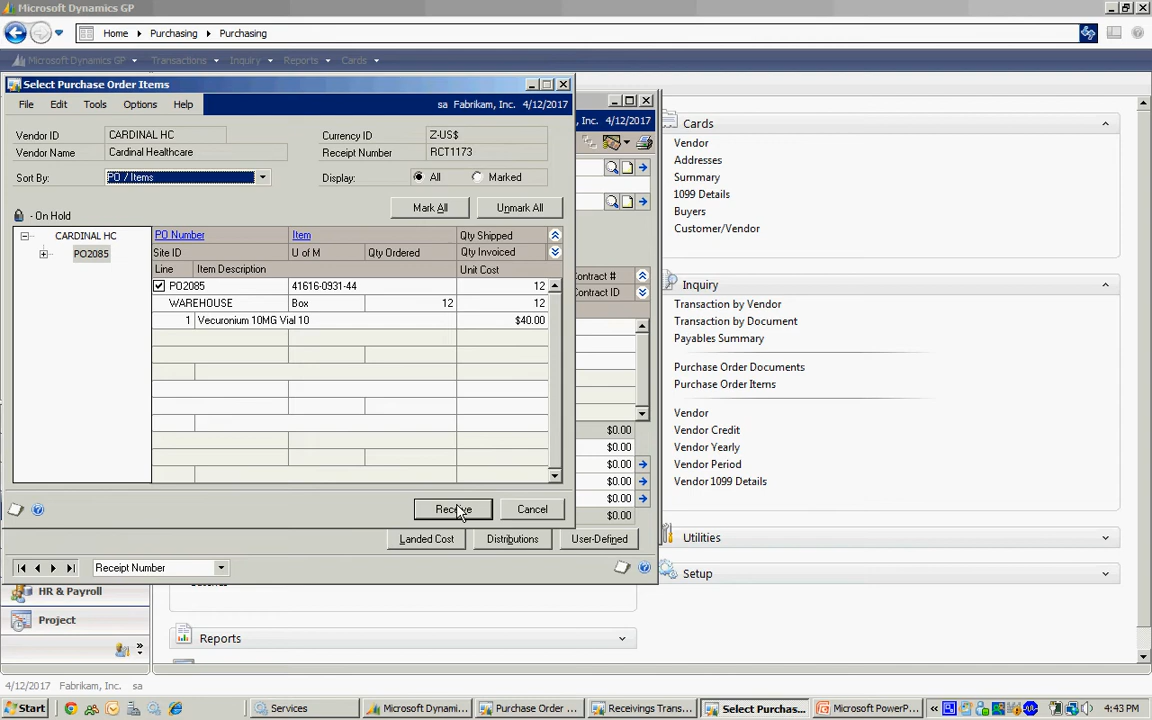 Microsoft Dynamics GP
Home Purchasing Purchasing
Microsoft Dynamics GP Transactions Inquiry Reports Cards
Select Purchase Order Items
File Edit Tools Options Help
sa Fabrikam, Inc. 4/12/2017
, Inc. 4/12/2017
Vendor ID CARDINAL HC
Currency ID Z-US$
Vendor Name Cardinal Healthcare
Receipt Number RCT1173
Sort By: PO / Items
Display: All Marked
Mark All Unmark All
- On Hold
CARDINAL HC
PO2085
PO Number Item Qty Shipped
Site ID U of M Qty Ordered Qty Invoiced
Line Item Description Unit Cost
PO2085 41616-0931-44 12
WAREHOUSE Box 12 12
1 Vecuronium 10MG Vial 10 $40.00
Receive Cancel
ontract #
ontract ID
$0.00
$0.00
$0.00
$0.00
$0.00
$0.00
Landed Cost Distributions User-Defined
Receipt Number
Cards
Vendor
Addresses
Summary
1099 Details
Buyers
Customer/Vendor
Inquiry
Transaction by Vendor
Transaction by Document
Payables Summary
Purchase Order Documents
Purchase Order Items
Vendor
Vendor Credit
Vendor Yearly
Vendor Period
Vendor 1099 Details
Utilities
Setup
HR & Payroll
Project
Reports
4/12/2017 Fabrikam, Inc. sa
Start Services Microsoft Dynami... Purchase Order ... Receivings Trans... Select Purchas... Microsoft PowerP... 4:43 PM